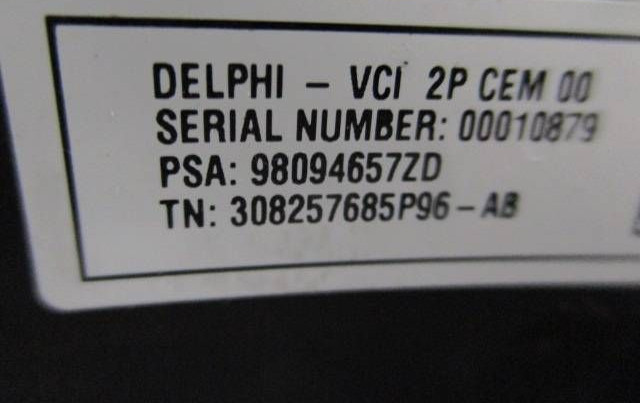 DELPHI - VCI 2P CEM 00
SERIAL NUMBER: 00010879
PSA: 98094657ZD
TN: 308257685P96-AB